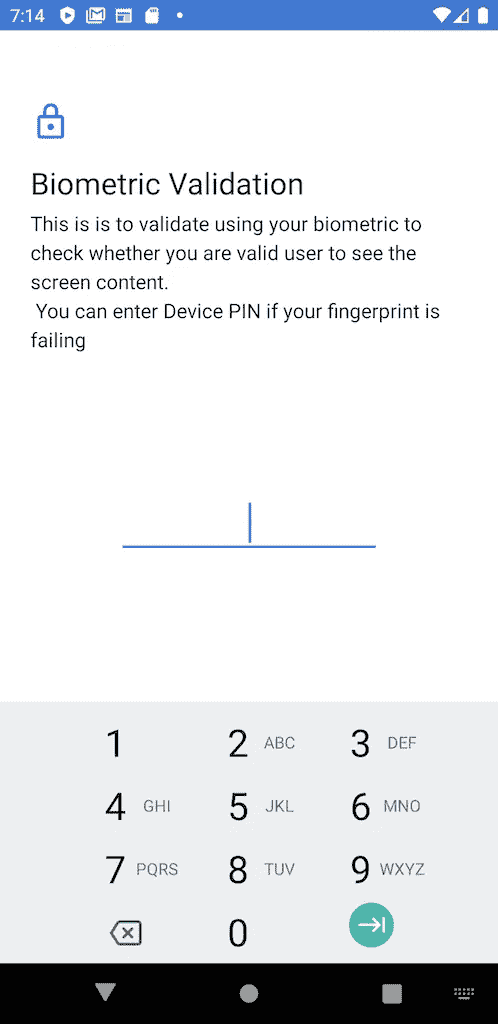 7:14
Biometric Validation
This is is to validate using your biometric to
check whether you are valid user to see the
screen content.
You can enter Device PIN if your fingerprint is
failing
1 2 ABC 3 DEF
4 GHI 5 JKL 6 MNO
7 PQRS 8 TUV 9 WXYZ
0